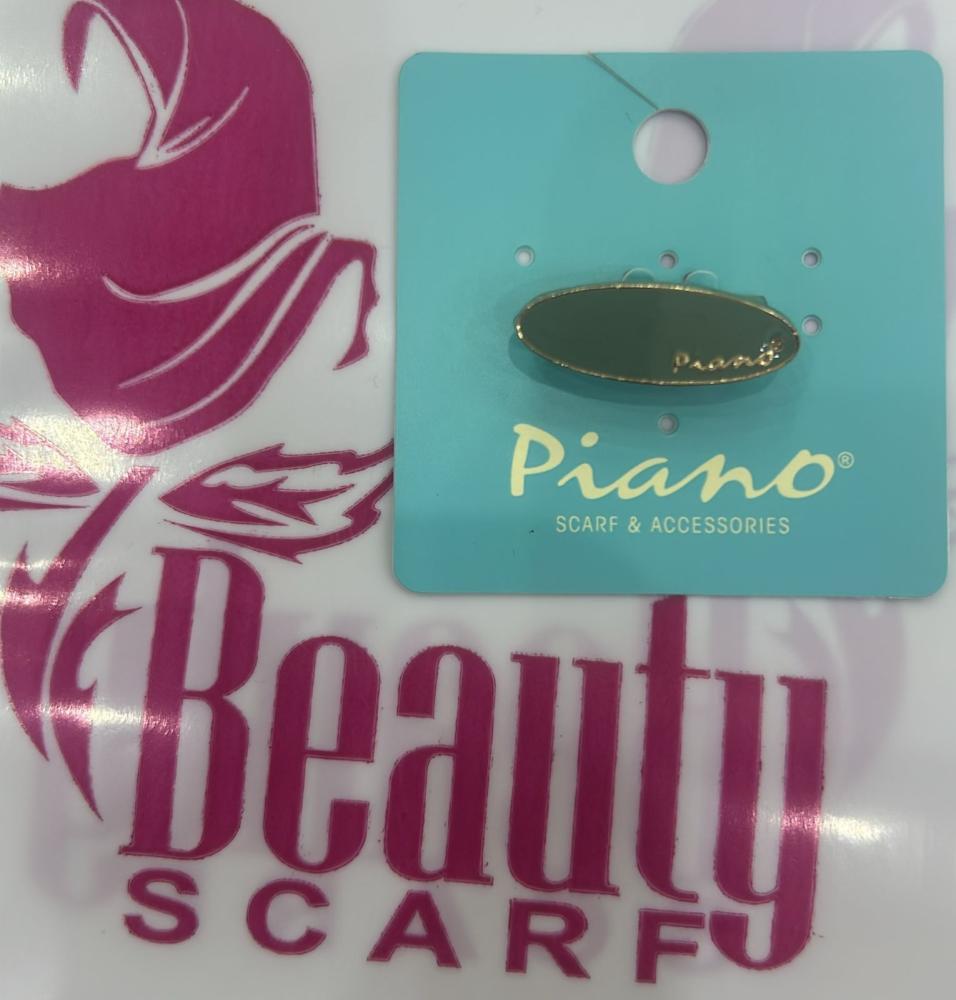 Piano
Piano®
SCARF & ACCESSORIES
Beauty
SCARF